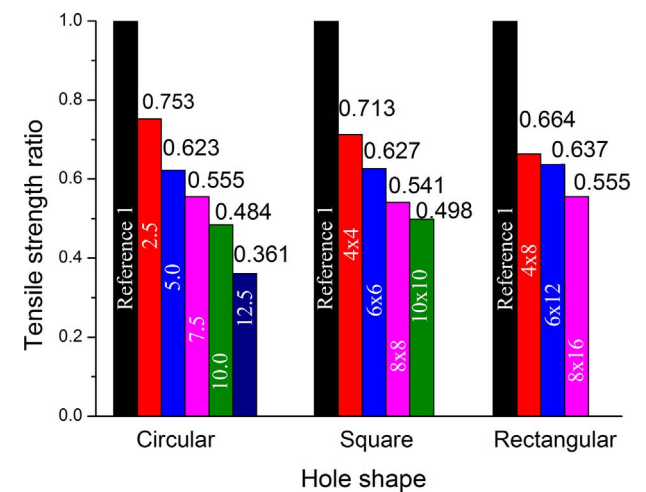 Tensile strength ratio
1.0
0.8
0.6
0.4
0.2
0.0
Reference 1
0.753
2.5
0.623
5.0
0.555
7.5
0.484
10.0
0.361
12.5
Reference 1
0.713
4x4
0.627
6x6
0.541
8x8
0.498
10x10
Reference 1
0.664
4x8
0.637
6x12
0.555
8x16
Circular
Square
Rectangular
Hole shape